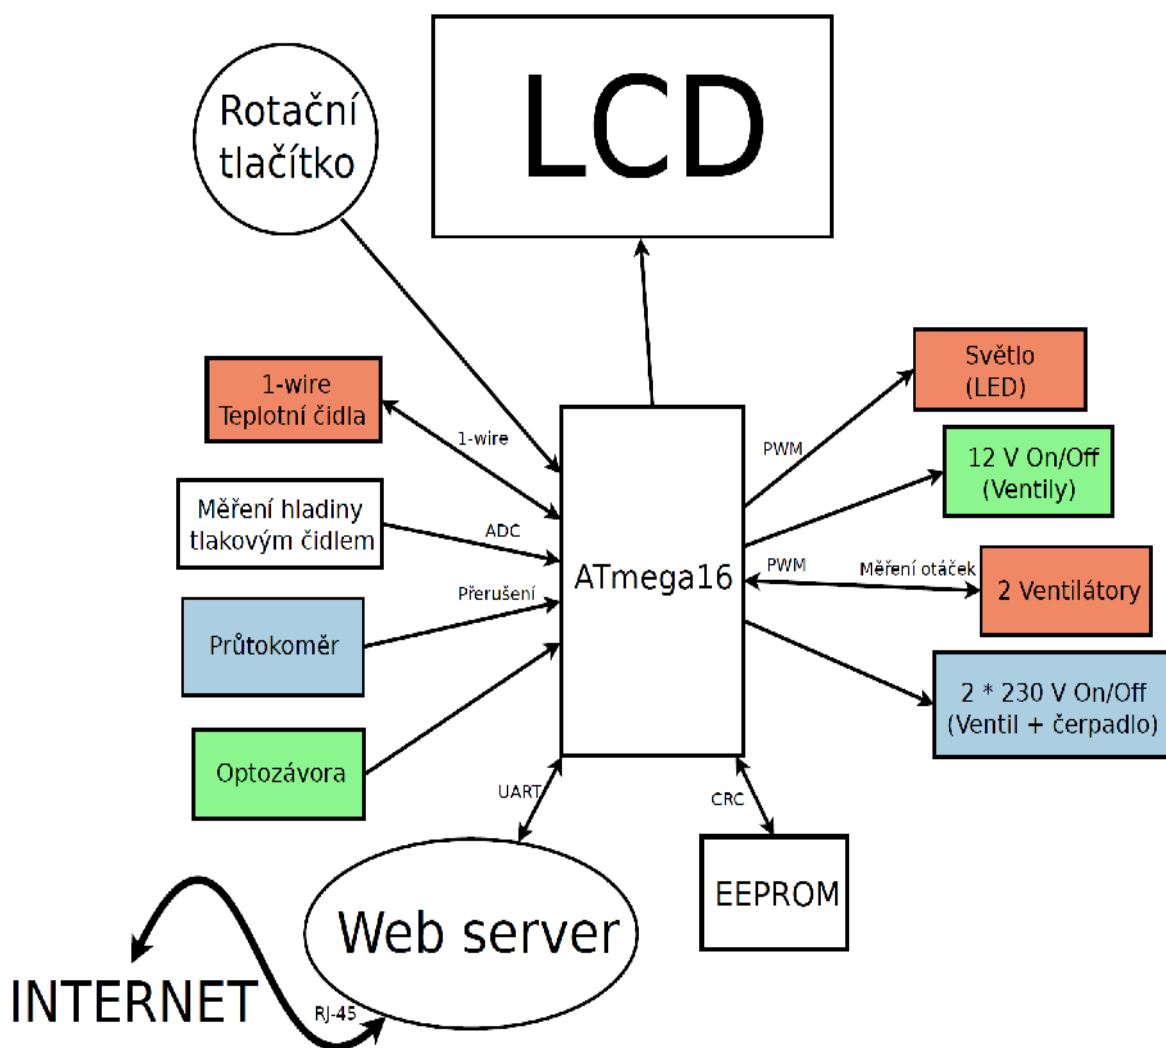 LCD
Rotační
tlačítko
1-wire
Teplotní čidla
1-wire
Měření hladiny
tlakovým čidlem
ADC
Přerušení
Průtokoměr
Optozávora
ATmega16
Světlo
(LED)
PWM
12 V On/Off
(Ventily)
PWM
Měření otáček
2 Ventilátory
2 * 230 V On/Off
(Ventil + čerpadlo)
UART
CRC
EEPROM
Web server
INTERNET
RJ-45